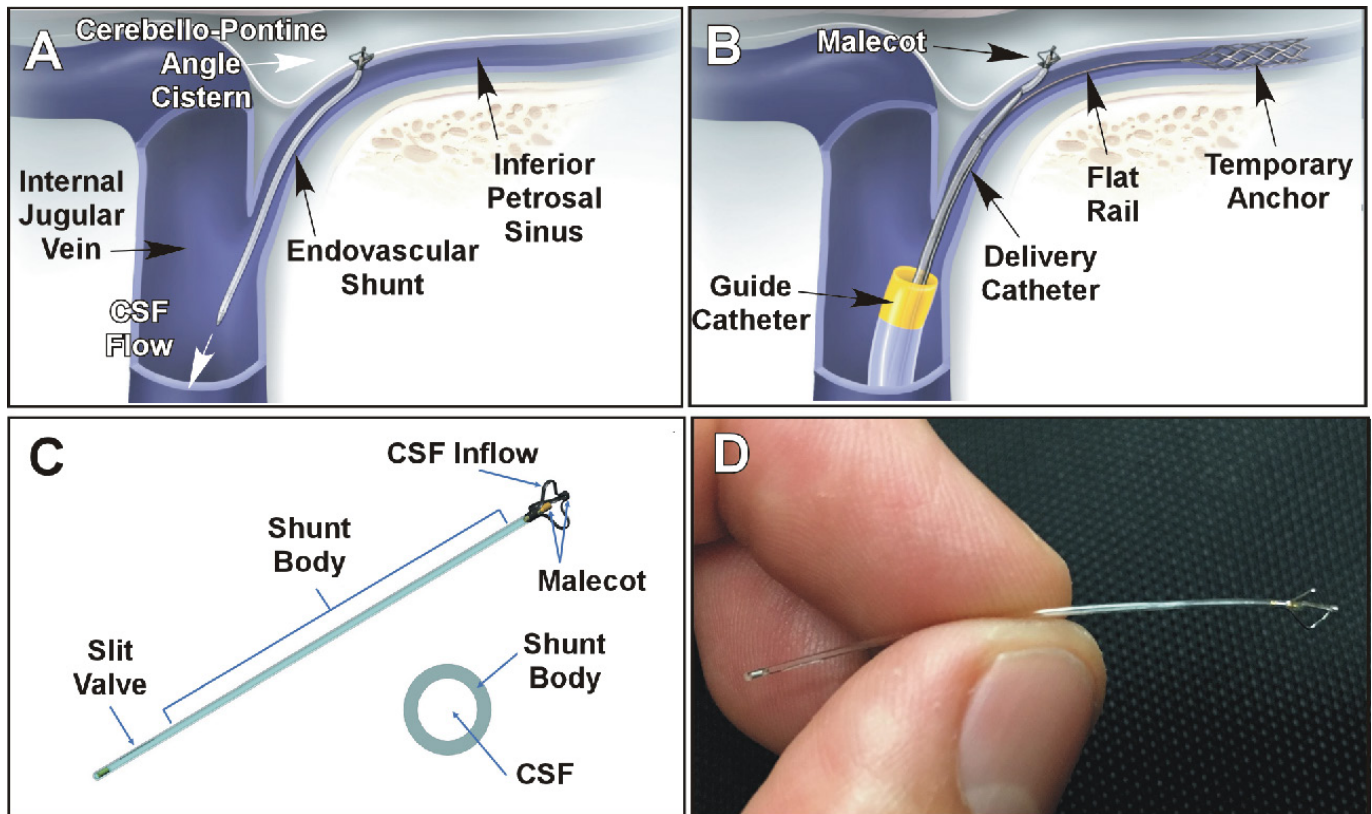 A
Cerebello-Pontine
Angle
Cistern
Internal
Jugular
Vein
CSF
Flow
Endovascular
Shunt
Inferior
Petrosal
Sinus
B
Malecot
Guide
Catheter
Delivery
Catheter
Flat
Rail
Temporary
Anchor
C
CSF Inflow
Shunt
Body
Malecot
Slit
Valve
Shunt
Body
CSF
D